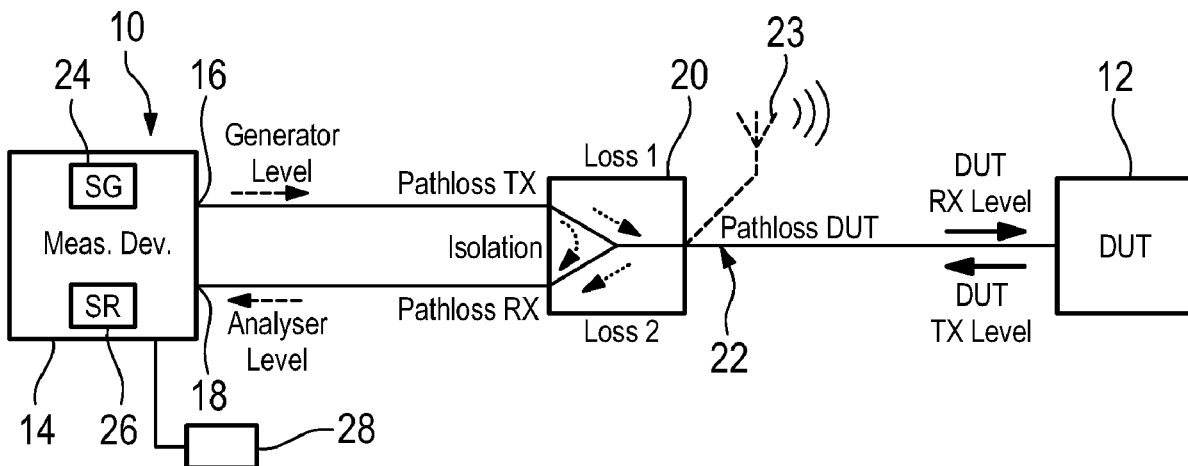 10
24
16
20
23
12
Generator
Level
Loss 1
SG
Pathloss TX
DUT
RX Level
Meas. Dev.
Isolation
Pathloss DUT
DUT
SR
Pathloss RX
Analyser
Level
Loss 2
DUT
TX Level
22
14
26
18
28